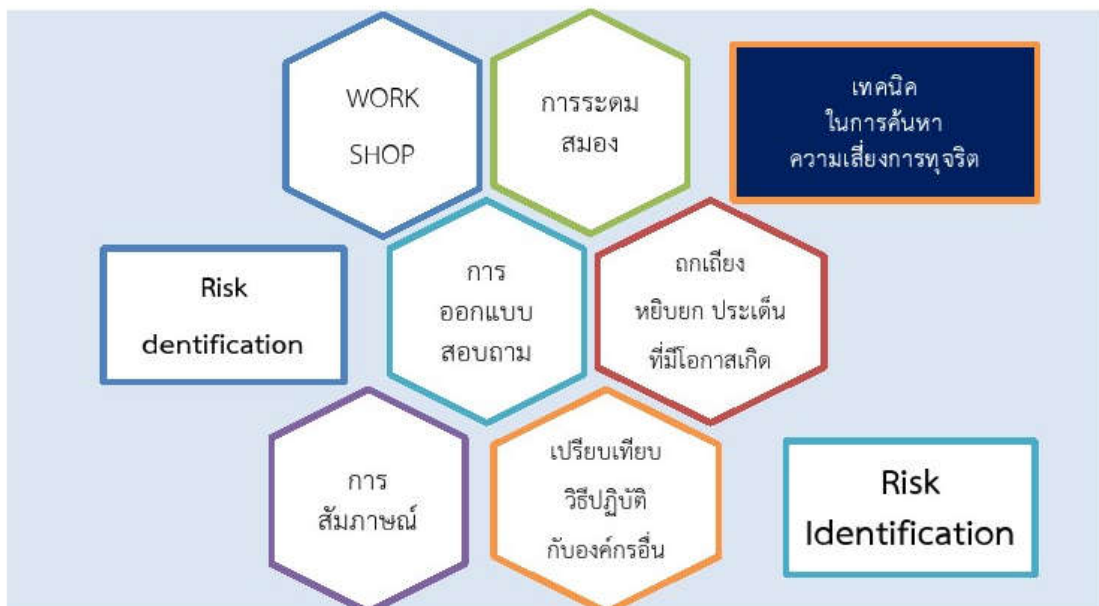 WORK
SHOP
การระดม
สมอง
เทคนิค
ในการค้นหา
ความเสี่ยงการทุจริต
Risk
dentification
การ
ออกแบบ
สอบถาม
ถกเถียง
หยิบยก ประเด็น
ที่มีโอกาสเกิด
การ
สัมภาษณ์
เปรียบเทียบ
วิธีปฏิบัติ
กับองค์กรอื่น
Risk
Identification